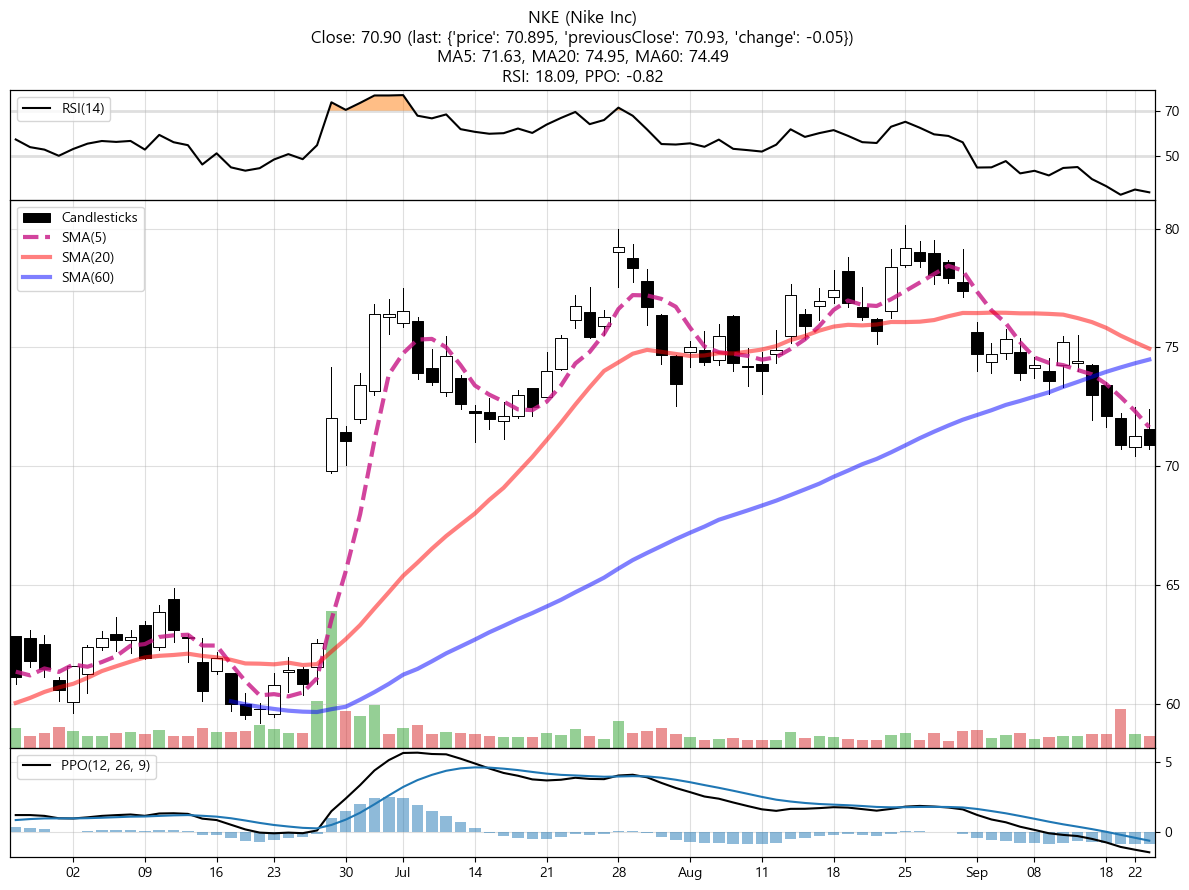 NKE (Nike Inc)
Close: 70.90 (last: {'price': 70.895, 'previousClose': 70.93, 'change': -0.05})
MA5: 71.63, MA20: 74.95, MA60: 74.49
RSI: 18.09, PPO: -0.82
RSI(14)
70
50
Candlesticks
SMA(5)
SMA(20)
SMA(60)
80
75
70
65
60
PPO(12, 26, 9)
5
0
02 09 16 23 30 Jul 14 21 28 Aug 11 18 25 Sep 08 18 22